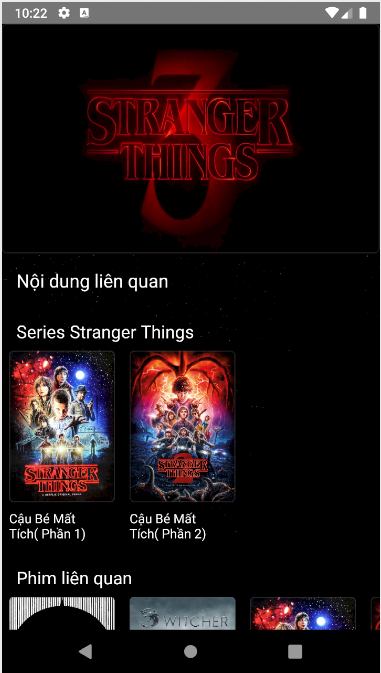 10:22
3
STRANGER
THINGS
Nội dung liên quan
Series Stranger Things
STRANGER
THINGS
STRANGER
THINGS
2
Cậu Bé Mất
Tích( Phần 1)
Cậu Bé Mất
Tích( Phần 2)
Phim liên quan
WITCHER